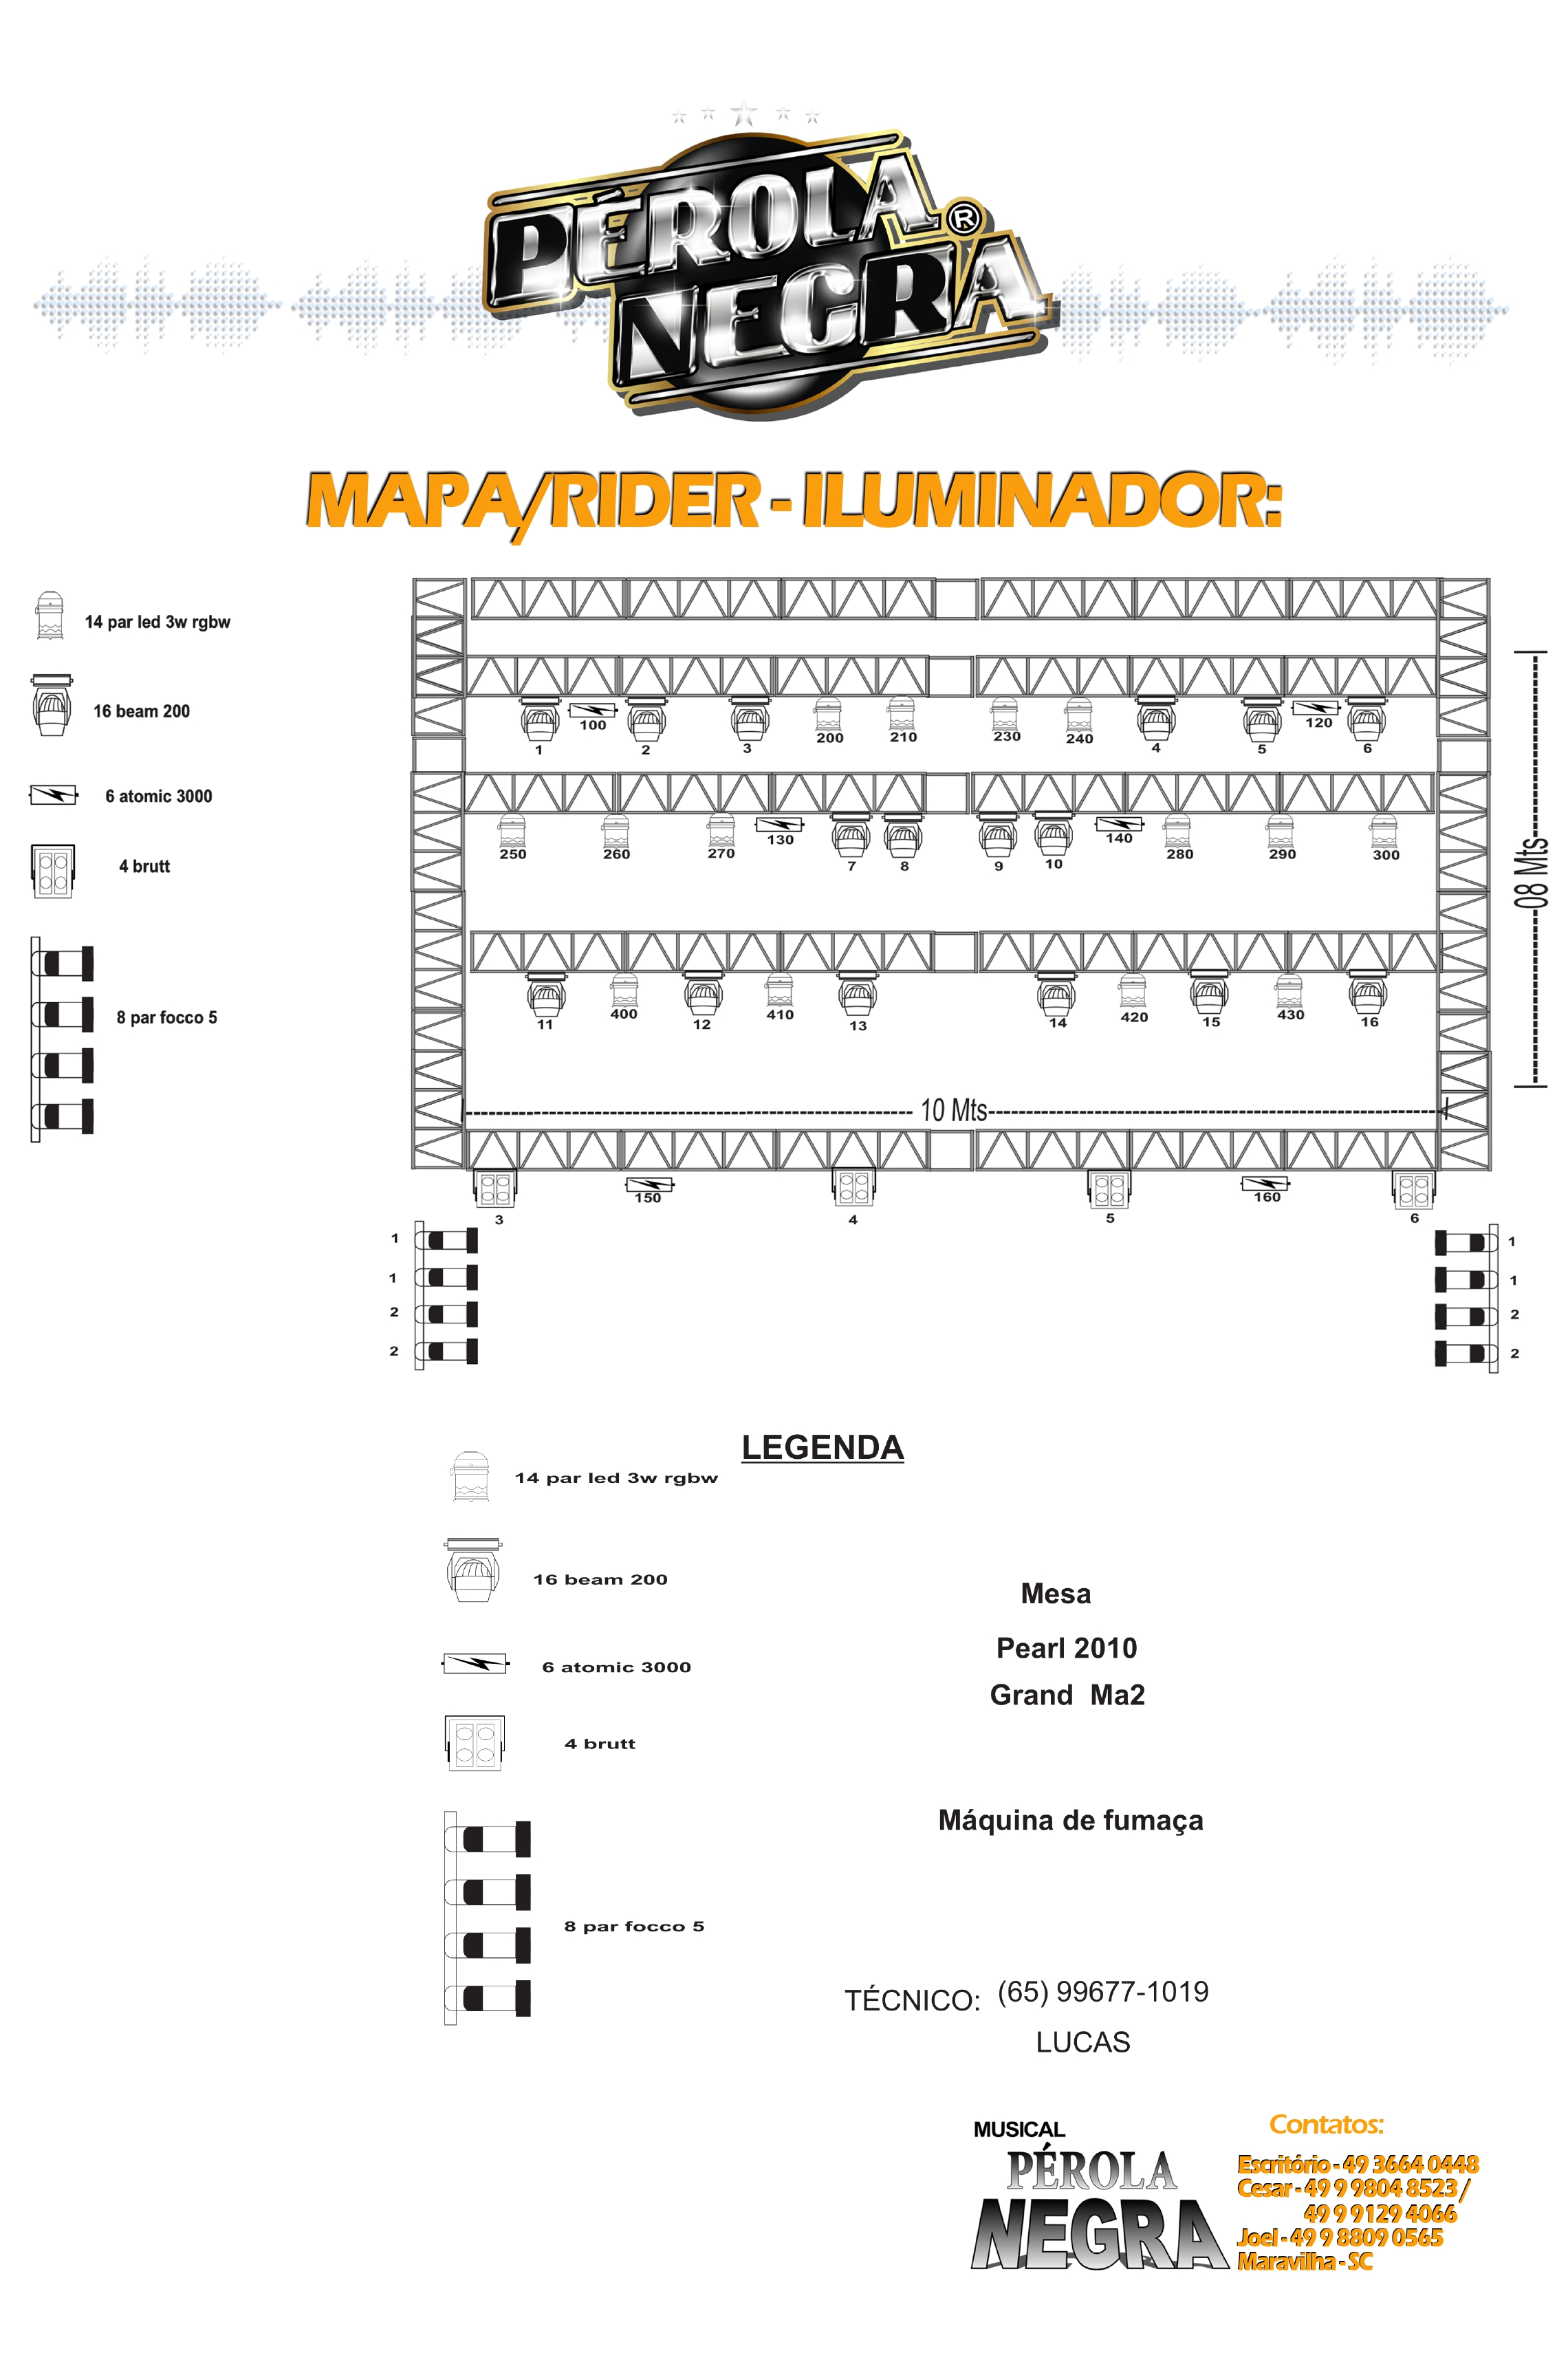 PÉROLA
NEGRA®
MAPA/RIDER - ILUMINADOR:
14 par led 3w rgbw
16 beam 200
6 atomic 3000
4 brutt
8 par focco 5
1 100 2 3 200 210 230 240 4 5 120 6
250 260 270 130 7 8 9 10 140 280 290 300
11 400 12 410 13 14 420 15 430 16
08 Mts
10 Mts
3 150 4 5 160 6
1 1
1 1
2 2
2 2
LEGENDA
14 par led 3w rgbw
16 beam 200
6 atomic 3000
4 brutt
8 par focco 5
Mesa
Pearl 2010
Grand Ma2
Máquina de fumaça
TÉCNICO: (65) 99677-1019
LUCAS
MUSICAL
PÉROLA
NEGRA
Contatos:
Escritório - 49 3664 0448
Cesar - 49 9 9804 8523 /
49 9 9129 4066
Joel - 49 9 8809 0565
Maravilha - SC